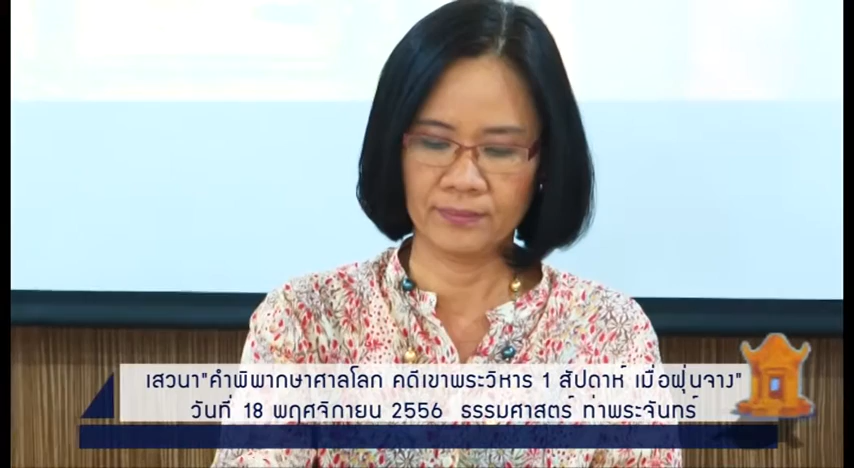 เสวนา"คำพิพากษาศาลโลก คดีเขาพระวิหาร 1 สัปดาห์ เมื่อฝุ่นจาง"
วันที่ 18 พฤศจิกายน 2556 ธรรมศาสตร์ ท่าพระจันทร์